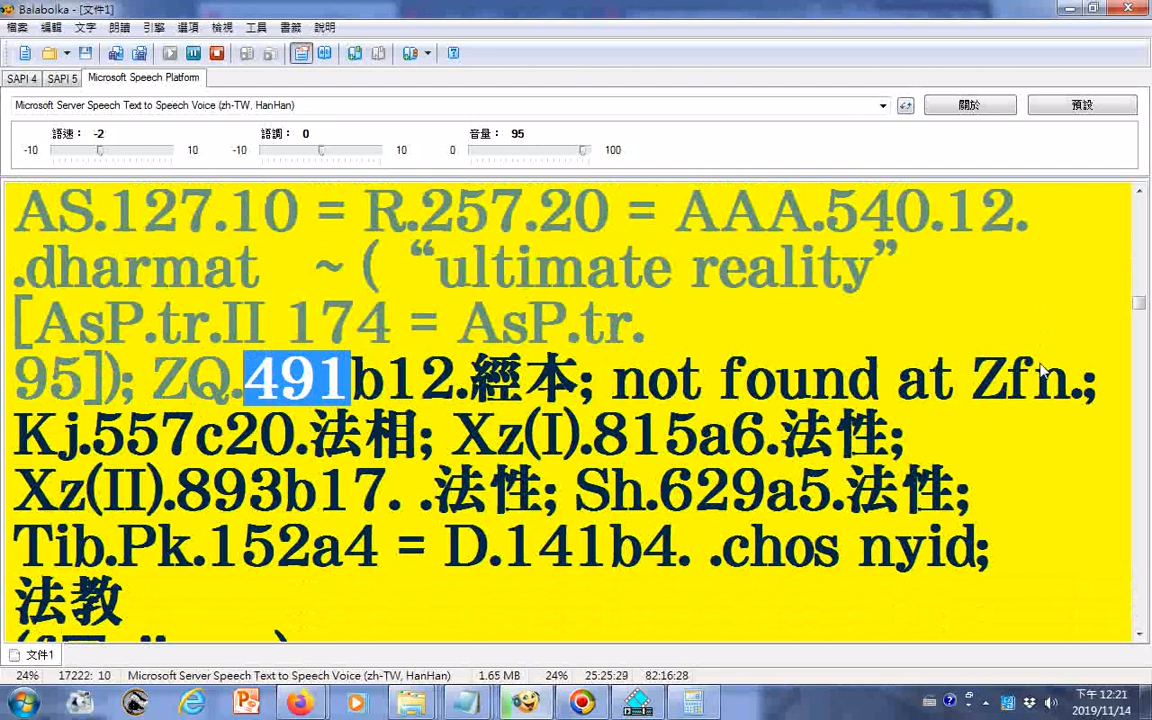 Balabolka - [文件1]
檔案 編輯 文字 朗讀 引擎 選項 檢視 工具 書籤 說明
SAPI 4 SAPI 5 Microsoft Speech Platform
Microsoft Server Speech Text to Speech Voice (zh-TW, HanHan) 關於 預設
語速： -2 語調： 0 音量： 95
-10 10 -10 10 0 100
AS.127.10 = R.257.20 = AAA.540.12.
.dharmat ~ ( “ultimate reality”
[AsP.tr.II 174 = AsP.tr.
95]); ZQ.491b12.經本; not found at Zfn.;
Kj.557c20.法相; Xz(I).815a6.法性;
Xz(II).893b17. .法性; Sh.629a5.法性;
Tib.Pk.152a4 = D.141b4. .chos nyid;
法教
文件1
24% 17222: 10 Microsoft Server Speech Text to Speech Voice (zh-TW, HanHan) 1.65 MB 24% 25:25:29 82:16:28
下午 12:21
2019/11/14